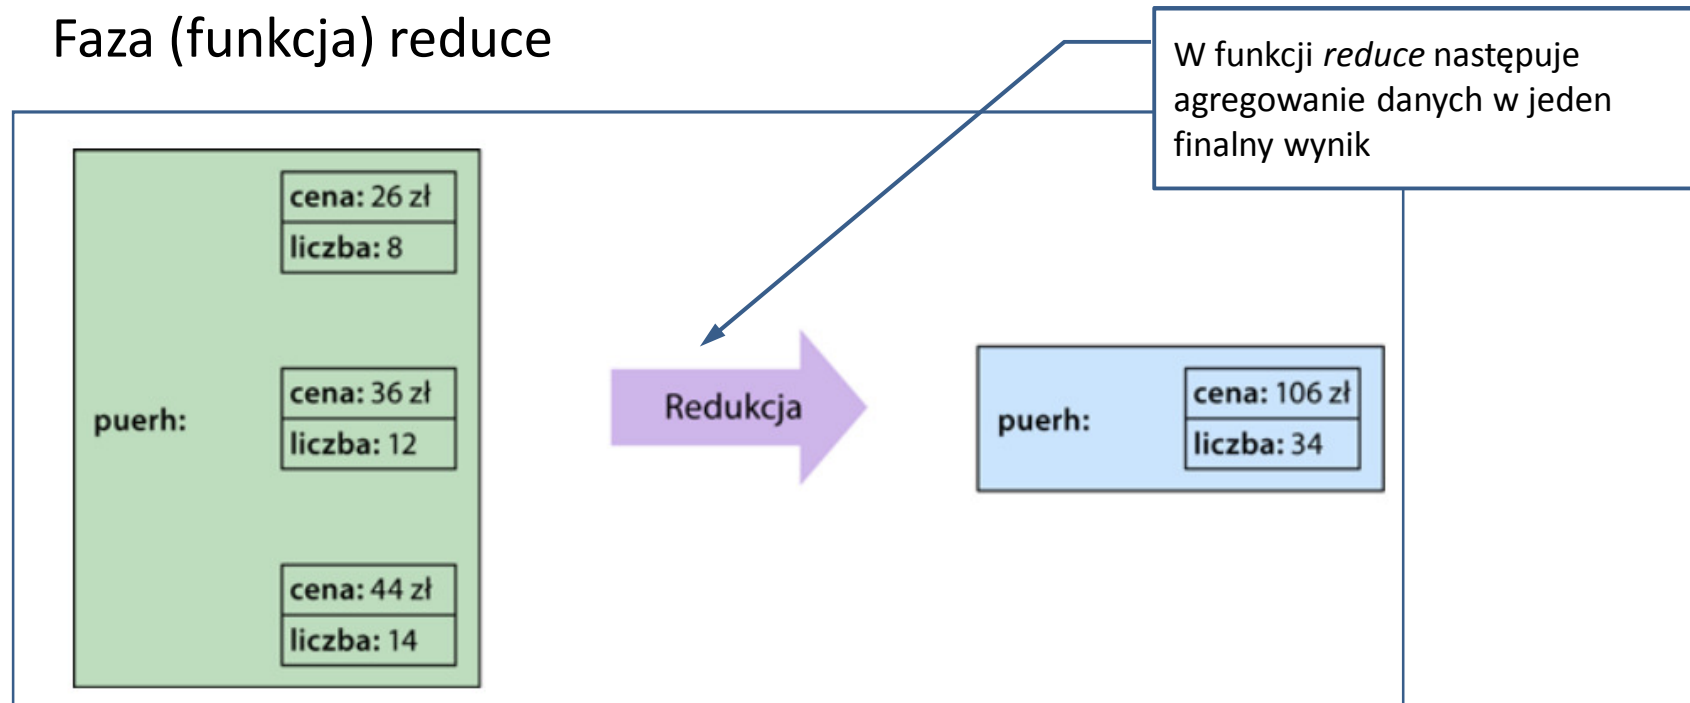 Faza (funkcja) reduce
W funkcji reduce następuje
agregowanie danych w jeden
finalny wynik
puerh:
cena: 26 zł
liczba: 8
cena: 36 zł
liczba: 12
cena: 44 zł
liczba: 14
Redukcja
puerh:
cena: 106 zł
liczba: 34